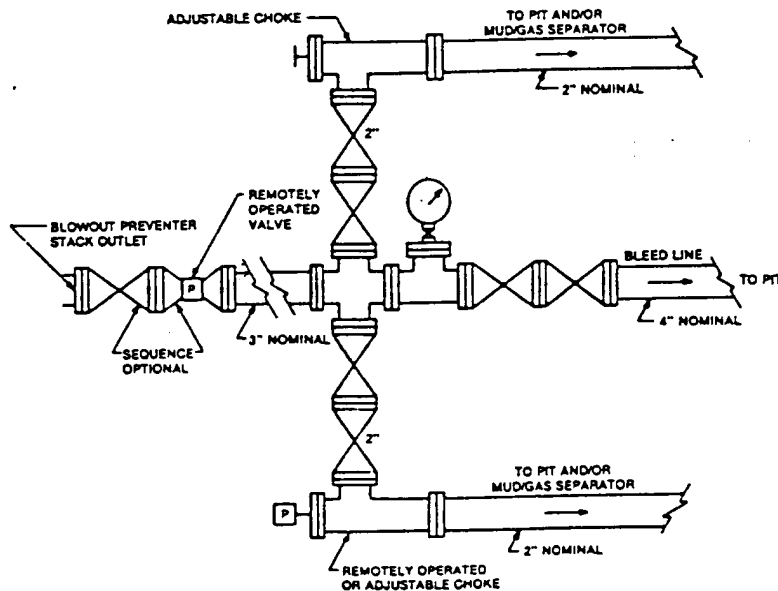 ADJUSTABLE CHOKE
TO PIT AND/OR
MUD/GAS SEPARATOR
2" NOMINAL
2"
REMOTELY
OPERATED
VALVE
BLOWOUT PREVENTER
STACK OUTLET
P
BLEED LINE
TO PIT
4" NOMINAL
3" NOMINAL
SEQUENCE
OPTIONAL
2"
TO PIT AND/OR
MUD/GAS SEPARATOR
P
2" NOMINAL
REMOTELY OPERATED
OR ADJUSTABLE CHOKE